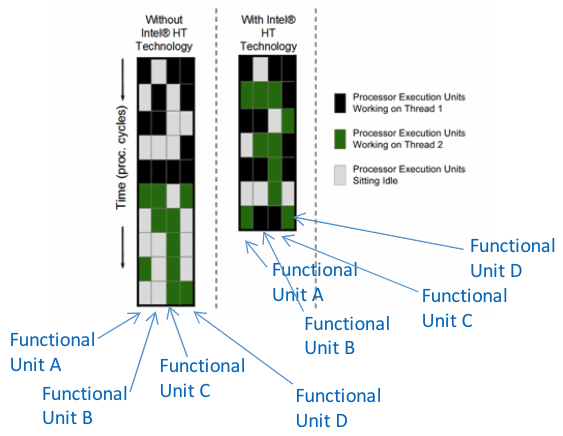 Without
Intel® HT
Technology
With Intel®
HT
Technology
Time (proc. cycles)
Processor Execution Units
Working on Thread 1
Processor Execution Units
Working on Thread 2
Processor Execution Units
Sitting Idle
Functional
Unit D
Functional
Unit A
Functional
Unit C
Functional
Unit B
Functional
Unit A
Functional
Unit C
Functional
Unit B
Functional
Unit D